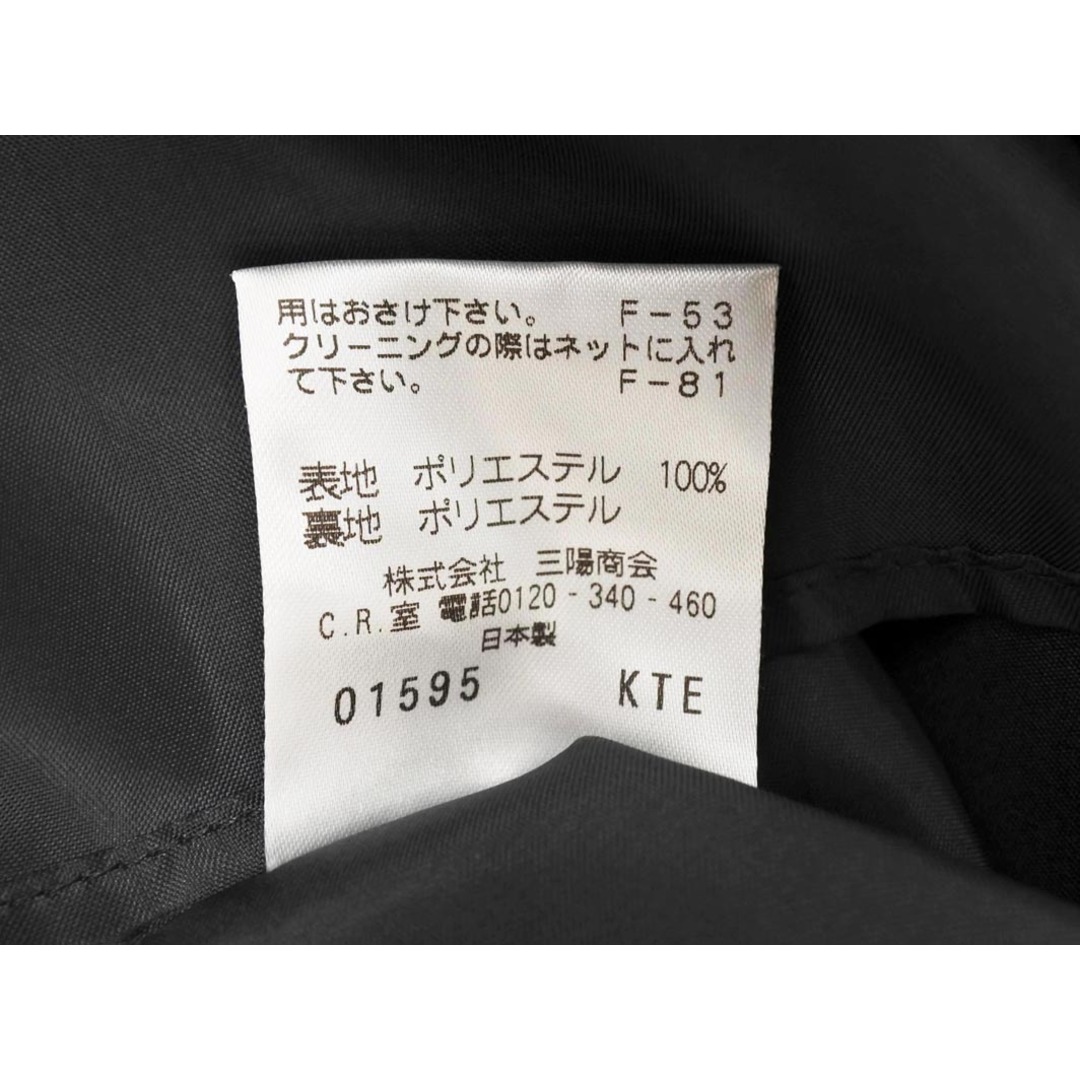 用はおさけ下さい。 F-53
クリーニングの際はネットに入れ
て下さい。 F-81
表地 ポリエステル 100%
裏地 ポリエステル
株式会社 三陽商会
C.R.室 電話0120-340-460
日本製
01595 KTE